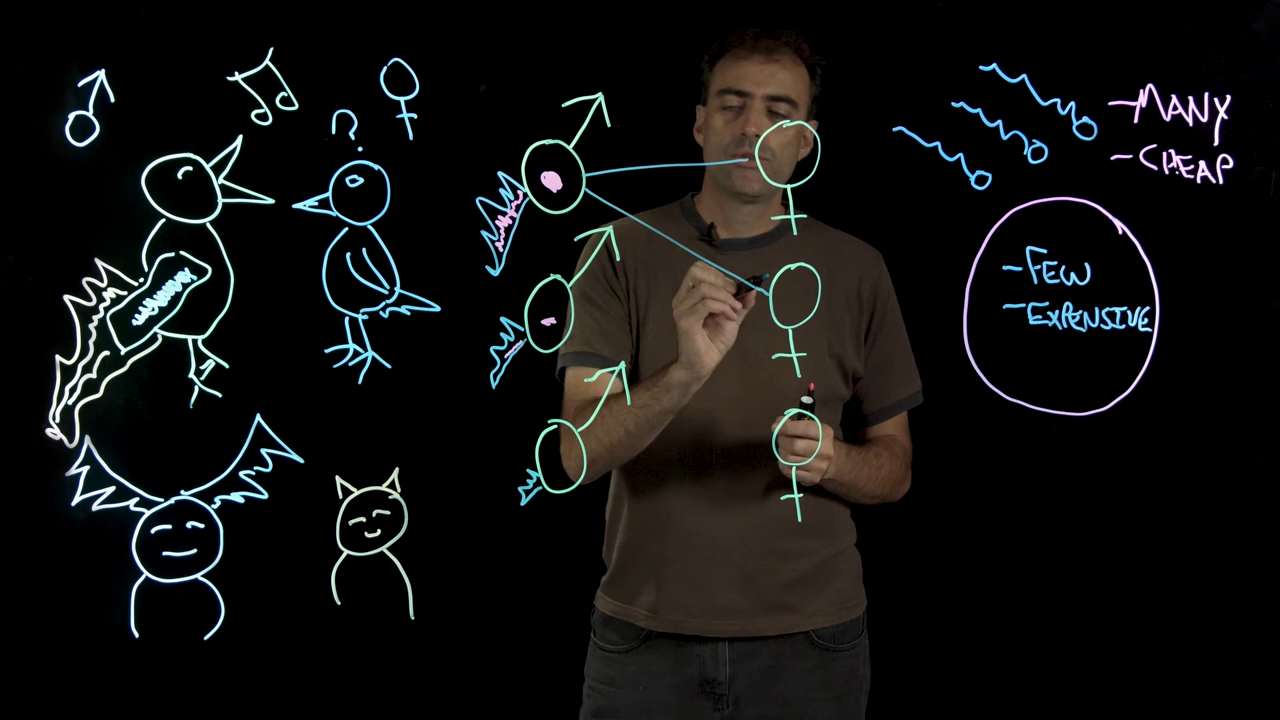 ?
- MANY
- CHEAP
- FEW
- EXPENSIVE